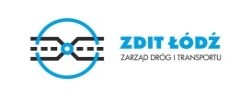 ZDIT ŁÓDŹ
ZARZĄD DRÓG I TRANSPORTU